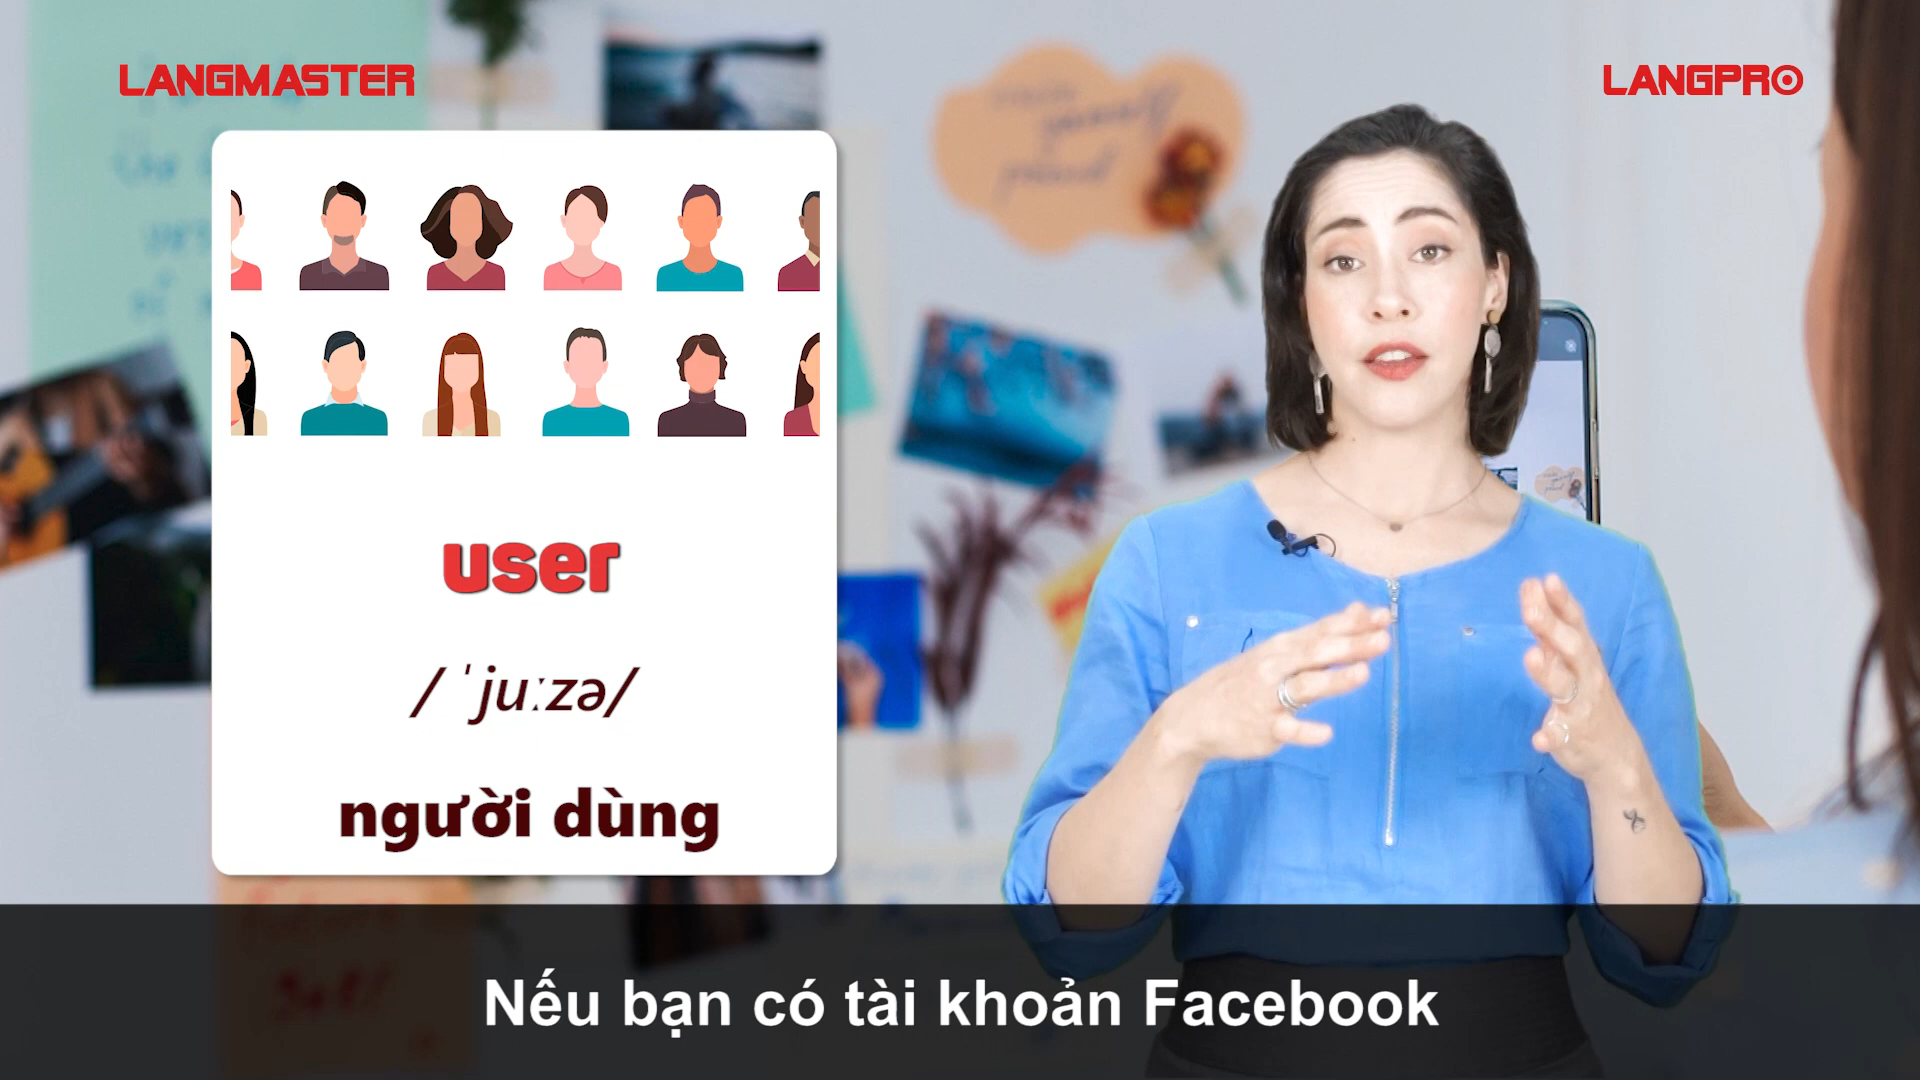 LANGMASTER
LANGPRO
user
/ ˈjuːzə/
người dùng
Nếu bạn có tài khoản Facebook